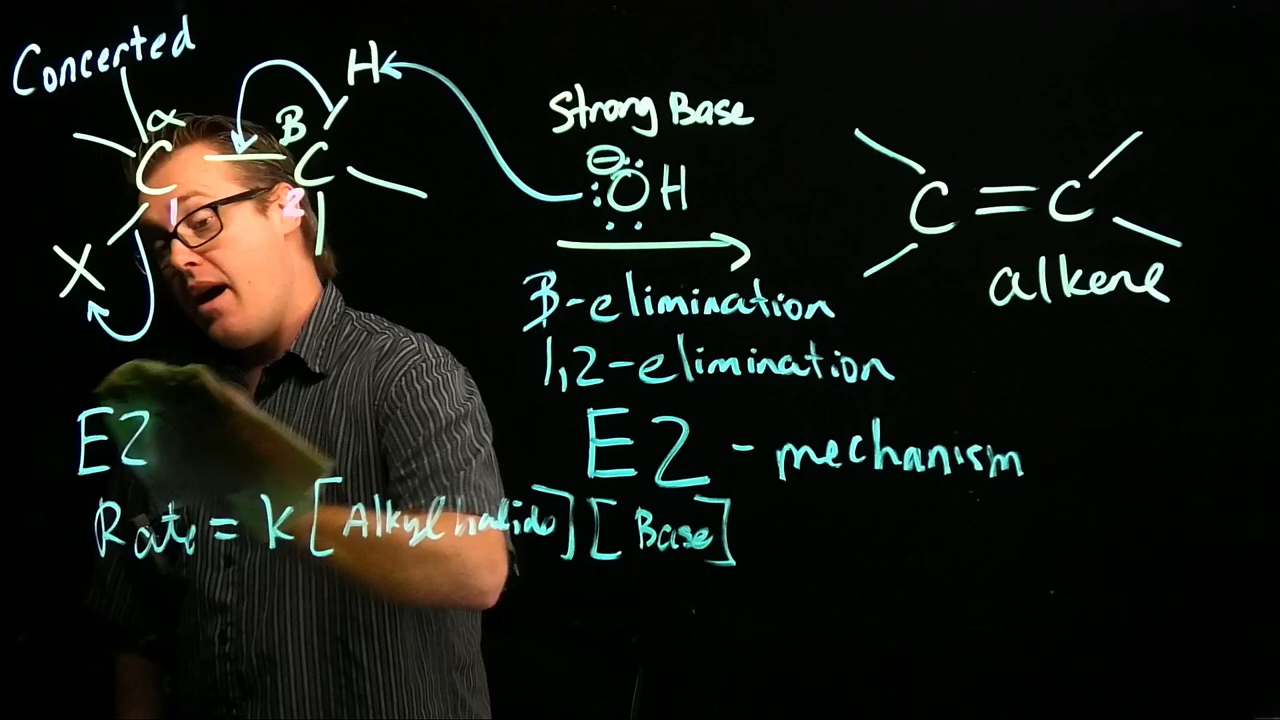 Concerted
H
α
β
C
C
1
2
X
Strong Base
⊖
:ÖH
C=C
alkene
β-elimination
1,2-elimination
E2 - mechanism
E2
Rate = K [Alkyl halide] [Base]